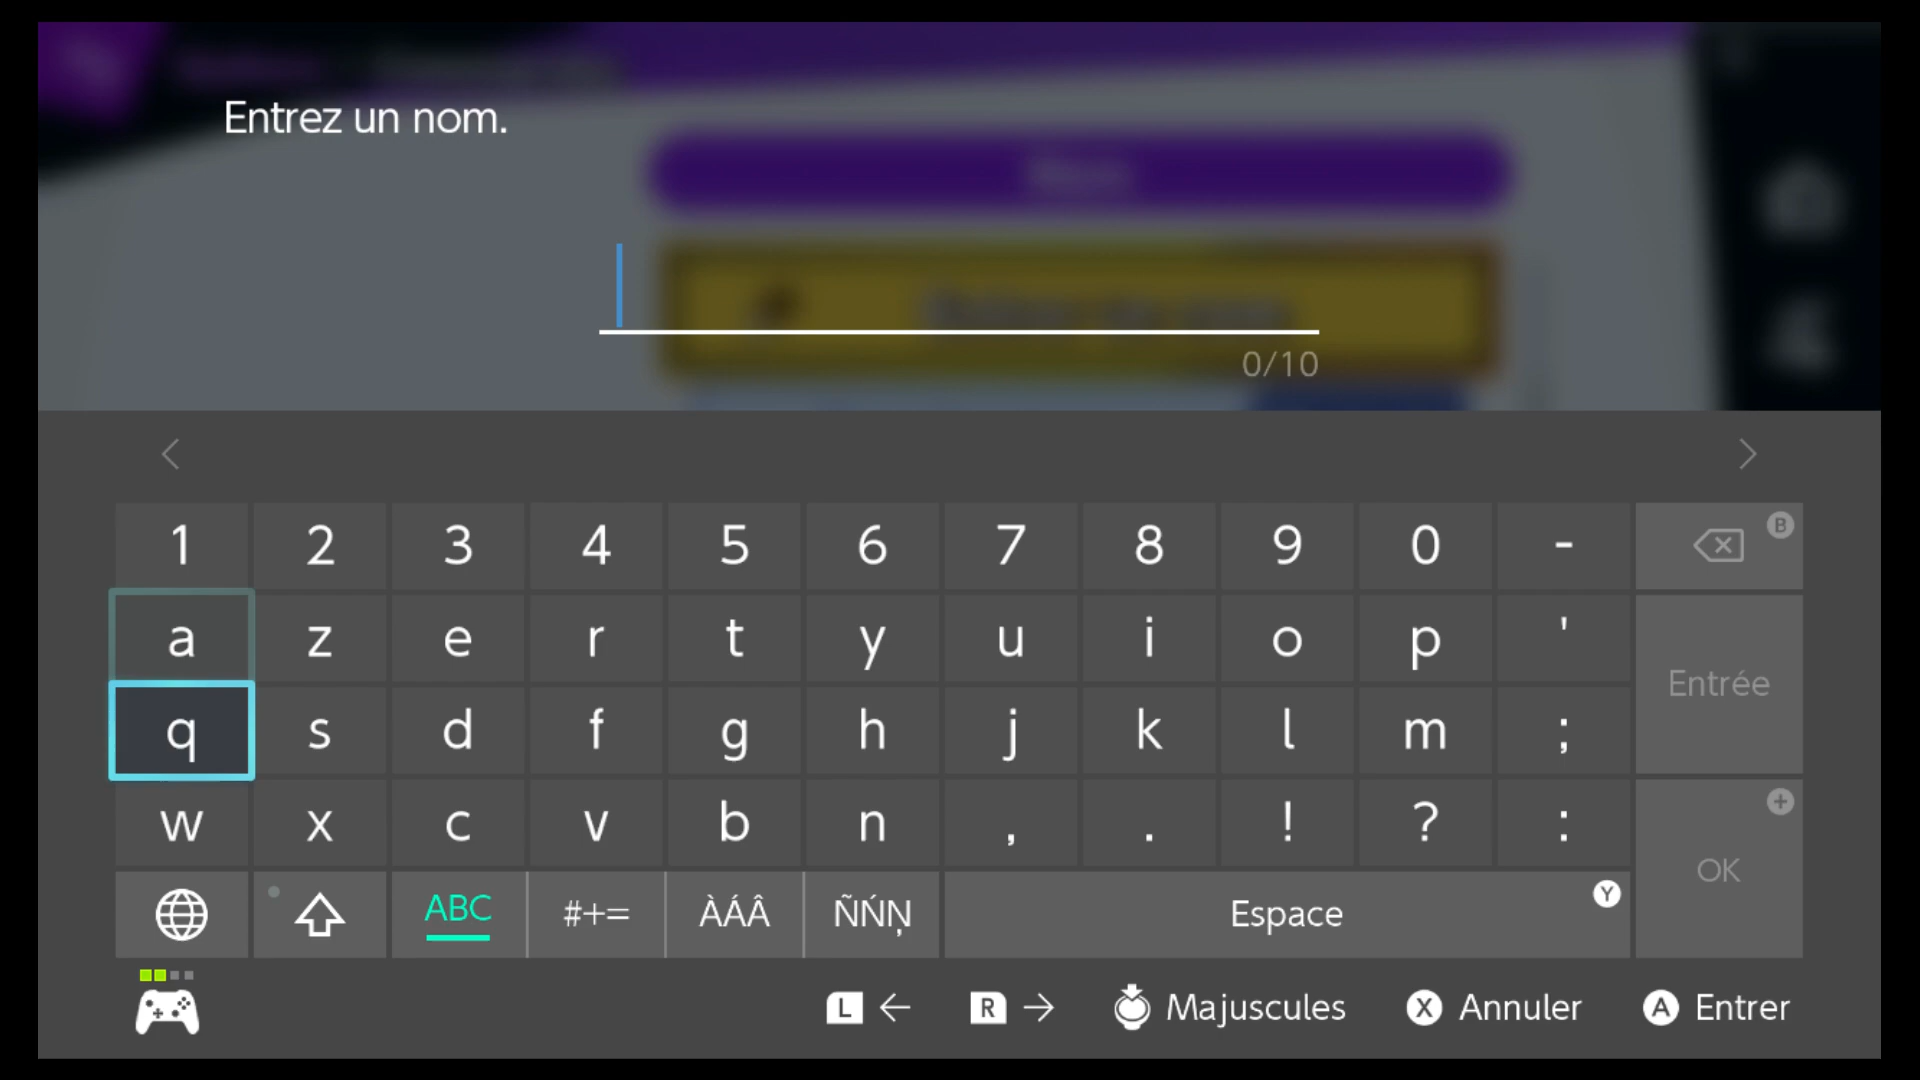 Entrez un nom.
0/10
1 2 3 4 5 6 7 8 9 0 - B
a z e r t y u i o p '
Entrée
q s d f g h j k l m ;
w x c v b n , . ! ? : +
OK
ABC #+= ÀÁÂ ÑŃŅ Espace Y
L ← R → Majuscules X Annuler A Entrer